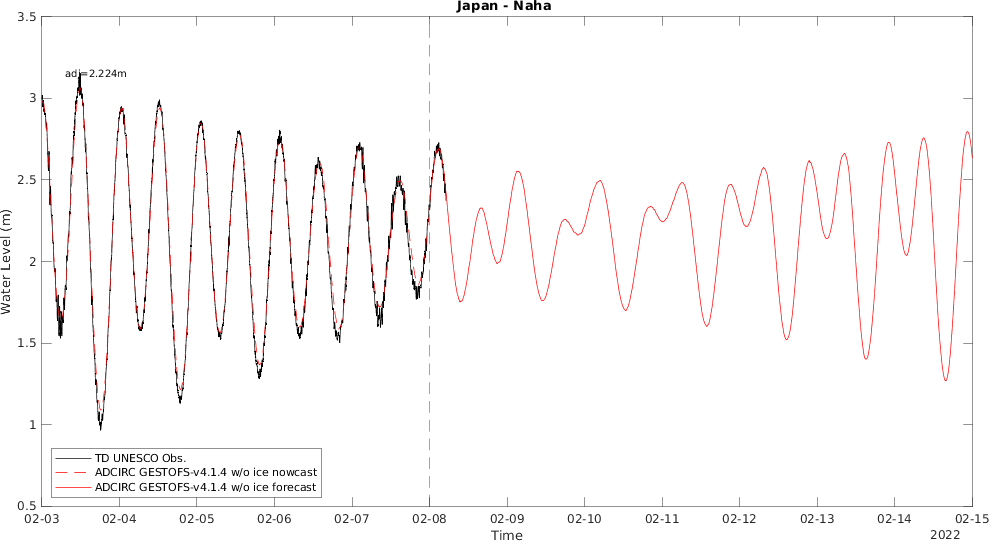 Japan - Naha
3.5
3
2.5
2
1.5
1
0.5
Water Level (m)
adj=2.224m
TD UNESCO Obs.
ADCIRC GESTOFS-v4.1.4 w/o ice nowcast
ADCIRC GESTOFS-v4.1.4 w/o ice forecast
02-03 02-04 02-05 02-06 02-07 02-08 02-09 02-10 02-11 02-12 02-13 02-14 02-15
Time
2022